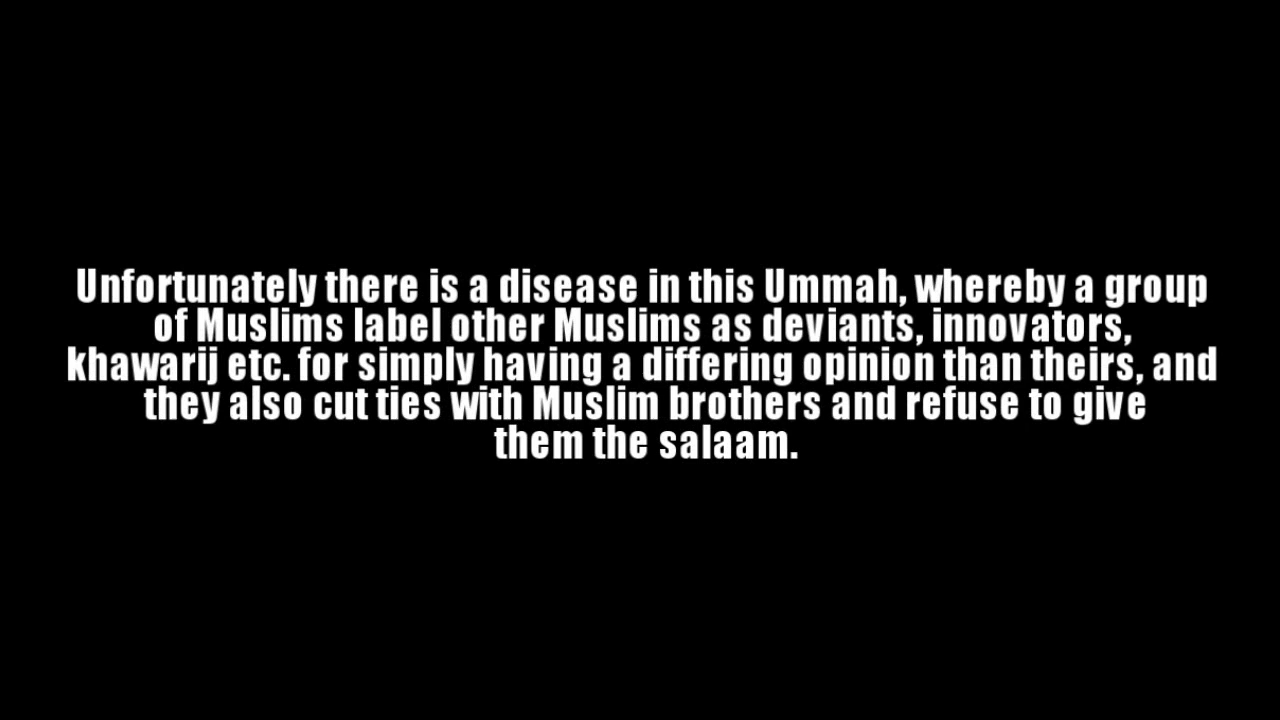 Unfortunately there is a disease in this Ummah, whereby a group
of Muslims label other Muslims as deviants, innovators,
khawarij etc. for simply having a differing opinion than theirs, and
they also cut ties with Muslim brothers and refuse to give
them the salaam.